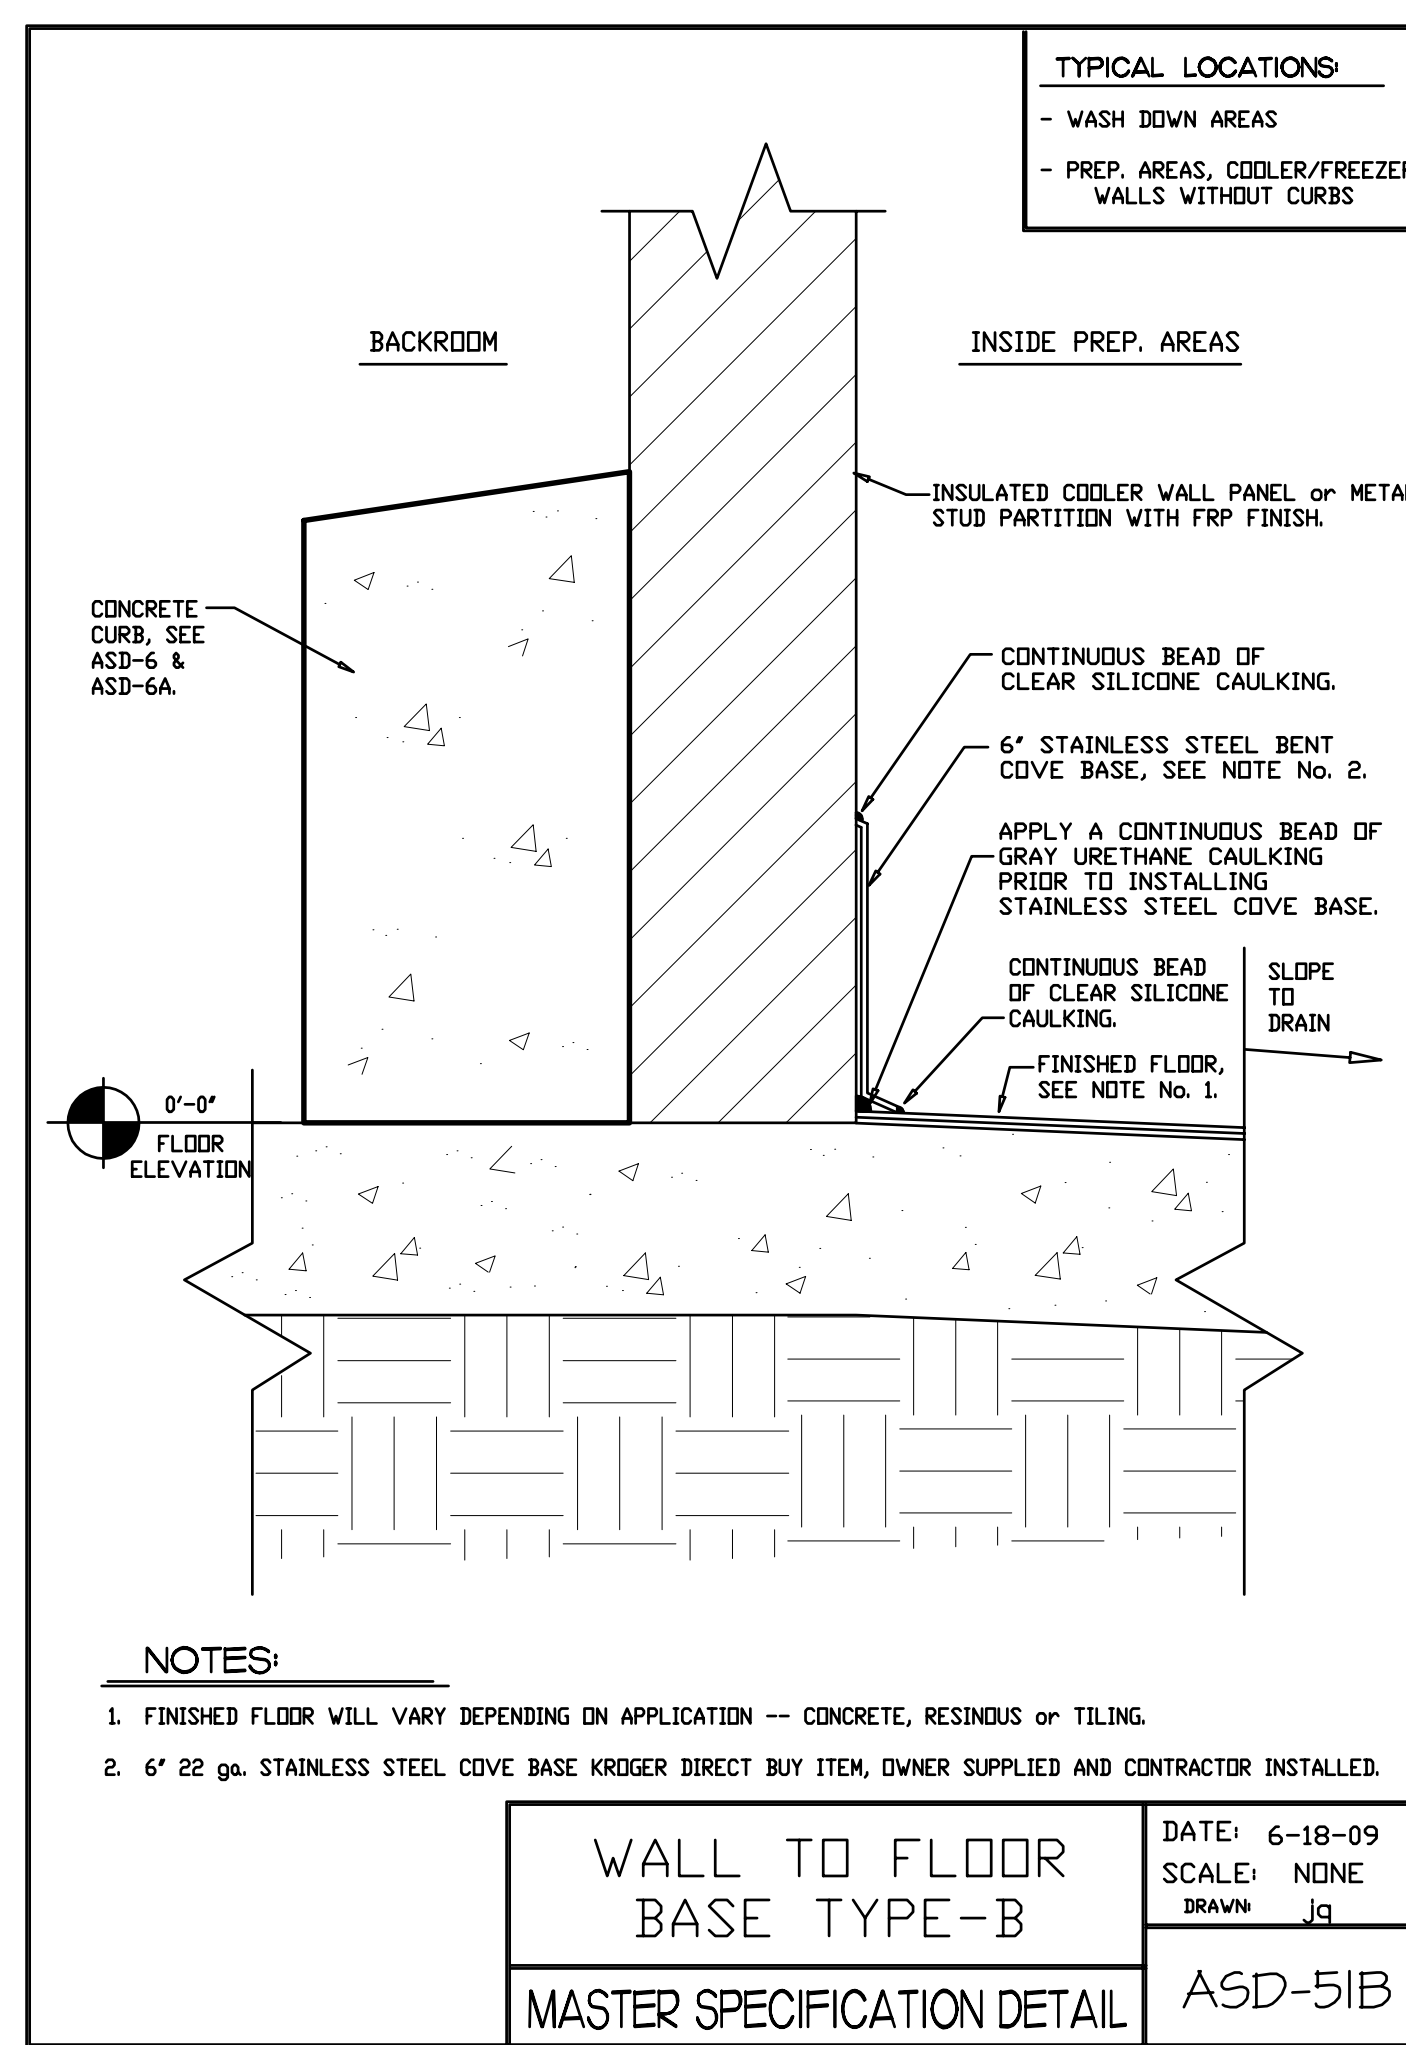 TYPICAL LOCATIONS:
- WASH DOWN AREAS
- PREP. AREAS, COOLER/FREEZER
WALLS WITHOUT CURBS
BACKROOM
INSIDE PREP. AREAS
INSULATED COOLER WALL PANEL or META
STUD PARTITION WITH FRP FINISH.
CONCRETE
CURB, SEE
ASD-6 &
ASD-6A.
CONTINUOUS BEAD OF
CLEAR SILICONE CAULKING.
6" STAINLESS STEEL BENT
COVE BASE, SEE NOTE No. 2.
APPLY A CONTINUOUS BEAD OF
GRAY URETHANE CAULKING
PRIOR TO INSTALLING
STAINLESS STEEL COVE BASE.
CONTINUOUS BEAD
OF CLEAR SILICONE
CAULKING.
SLOPE
TO
DRAIN
FINISHED FLOOR,
SEE NOTE No. 1.
0'-0"
FLOOR
ELEVATION
NOTES:
1. FINISHED FLOOR WILL VARY DEPENDING ON APPLICATION -- CONCRETE, RESINOUS or TILING.
2. 6" 22 ga. STAINLESS STEEL COVE BASE KROGER DIRECT BUY ITEM, OWNER SUPPLIED AND CONTRACTOR INSTALLED.
WALL TO FLOOR
BASE TYPE-B
MASTER SPECIFICATION DETAIL
DATE: 6-18-09
SCALE: NONE
DRAWN: jq
ASD-51B